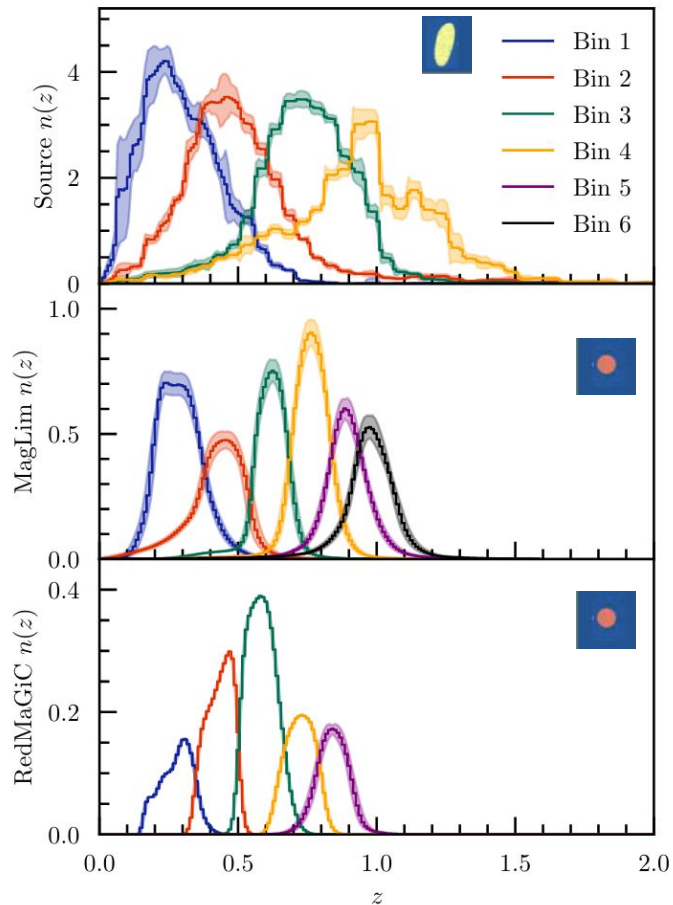 Source n(z)
4
2
0
Bin 1
Bin 2
Bin 3
Bin 4
Bin 5
Bin 6
MagLim n(z)
1.0
0.5
0.0
RedMaGiC n(z)
0.4
0.2
0.0
0.0 0.5 1.0 1.5 2.0
z